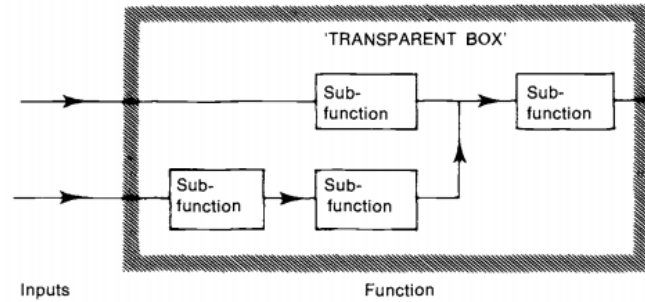 'TRANSPARENT BOX'
Sub-
function
Sub-
function
Sub-
function
Sub-
function
Inputs
Function